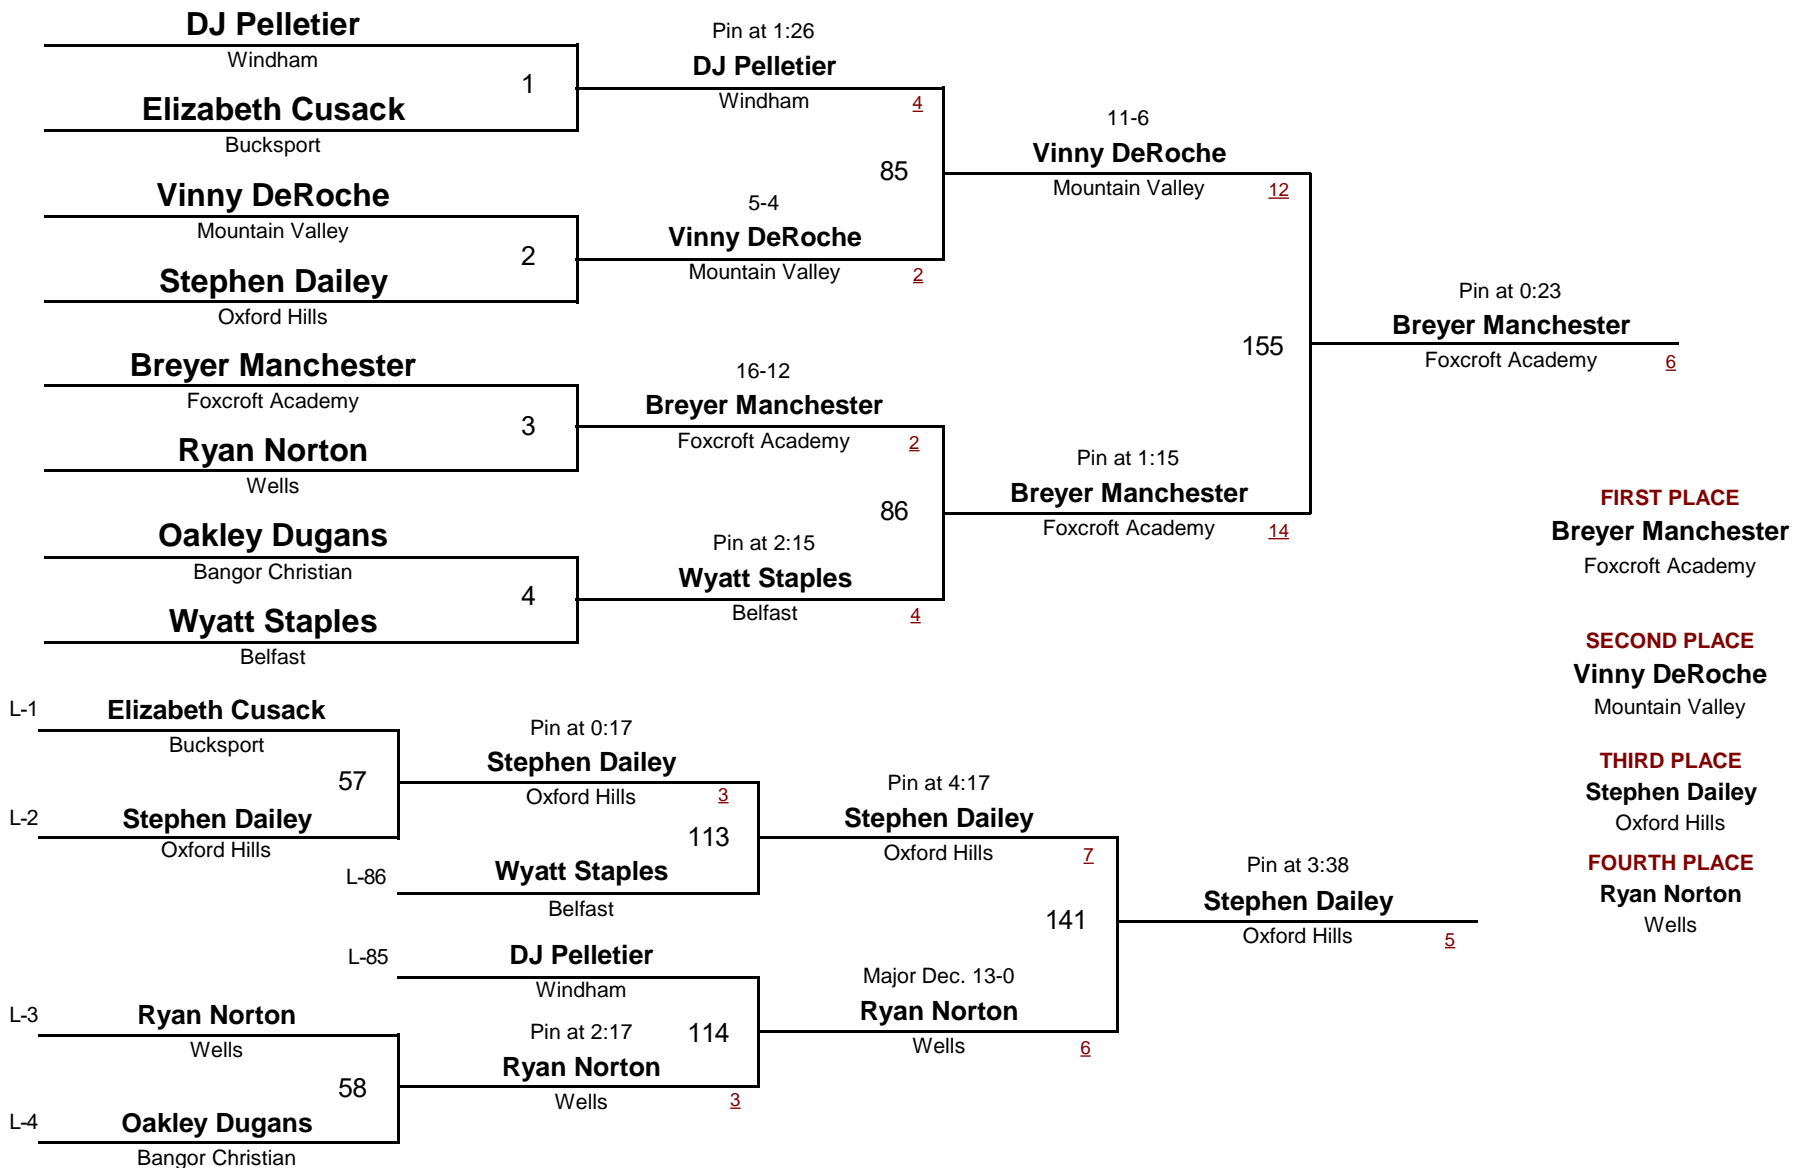 DJ Pelletier
Windham
1
Elizabeth Cusack
Bucksport
Vinny DeRoche
Mountain Valley
2
Stephen Dailey
Oxford Hills
Breyer Manchester
Foxcroft Academy
3
Ryan Norton
Wells
Oakley Dugans
Bangor Christian
4
Wyatt Staples
Belfast
Pin at 1:26
DJ Pelletier
Windham
4
85
5-4
Vinny DeRoche
Mountain Valley
2
16-12
Breyer Manchester
Foxcroft Academy
2
86
Pin at 2:15
Wyatt Staples
Belfast
4
11-6
Vinny DeRoche
Mountain Valley
12
155
Pin at 1:15
Breyer Manchester
Foxcroft Academy
14
Pin at 0:23
Breyer Manchester
Foxcroft Academy
6
FIRST PLACE
Breyer Manchester
Foxcroft Academy
SECOND PLACE
Vinny DeRoche
Mountain Valley
THIRD PLACE
Stephen Dailey
Oxford Hills
FOURTH PLACE
Ryan Norton
Wells
L-1
Elizabeth Cusack
Bucksport
57
L-2
Stephen Dailey
Oxford Hills
Pin at 0:17
Stephen Dailey
Oxford Hills
3
113
L-86
Wyatt Staples
Belfast
L-85
DJ Pelletier
Windham
114
L-3
Ryan Norton
Wells
58
L-4
Oakley Dugans
Bangor Christian
Pin at 2:17
Ryan Norton
Wells
3
Pin at 4:17
Stephen Dailey
Oxford Hills
7
141
Major Dec. 13-0
Ryan Norton
Wells
6
Pin at 3:38
Stephen Dailey
Oxford Hills
5